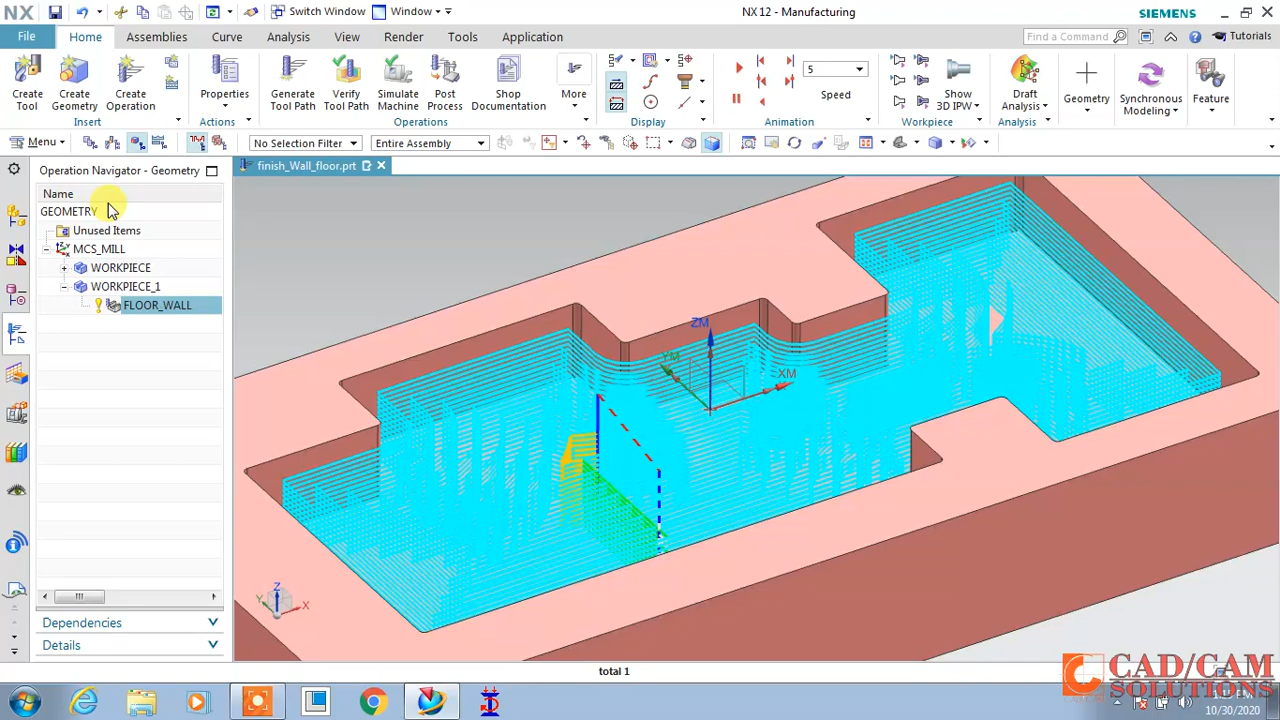 NX
Switch Window
Window
NX 12 - Manufacturing
SIEMENS
File
Home
Assemblies
Curve
Analysis
View
Render
Tools
Application
Find a Command
Tutorials
Create Tool
Create Geometry
Create Operation
Properties
Generate Tool Path
Verify Tool Path
Simulate Machine
Post Process
Shop Documentation
More
5
Speed
Show 3D IPW
Draft Analysis
Geometry
Synchronous Modeling
Feature
Insert
Actions
Operations
Display
Animation
Workpiece
Analysis
Menu
No Selection Filter
Entire Assembly
Operation Navigator - Geometry
finish_Wall_floor.prt
Name
GEOMETRY
Unused Items
MCS_MILL
WORKPIECE
WORKPIECE_1
FLOOR_WALL
ZM
YM
XM
Z
Y
X
Dependencies
Details
total 1
CAD/CAM
SOLUTIONS
10/30/2020